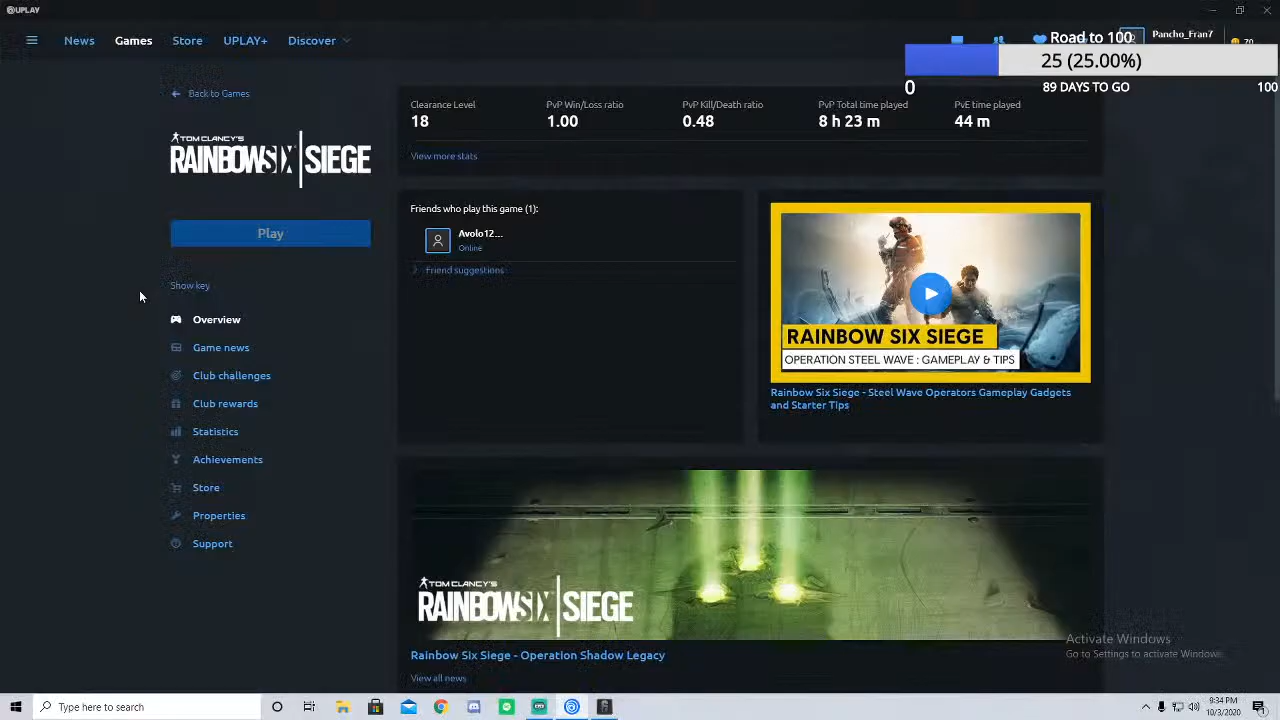 UPLAY
News
Games
Store
UPLAY+
Discover
Road to 100
Pancho_Fran7
70
25 (25.00%)
0
89 DAYS TO GO
100
Back to Games
TOM CLANCY'S
RAINBOWSIX SIEGE
Play
Show key
Overview
Game news
Club challenges
Club rewards
Statistics
Achievements
Store
Properties
Support
Clearance Level
18
PvP Win/Loss ratio
1.00
PvP Kill/Death ratio
0.48
PvP Total time played
8 h 23 m
PvE time played
44 m
View more stats
Friends who play this game (1):
Avolo12...
Online
Friend suggestions
RAINBOW SIX SIEGE
OPERATION STEEL WAVE : GAMEPLAY & TIPS
Rainbow Six Siege - Steel Wave Operators Gameplay Gadgets
and Starter Tips
TOM CLANCY'S
RAINBOWSIX SIEGE
Rainbow Six Siege - Operation Shadow Legacy
View all news
Activate Windows
Go to Settings to activate Windows.
Type here to search
9:34 PM
10/3/2020